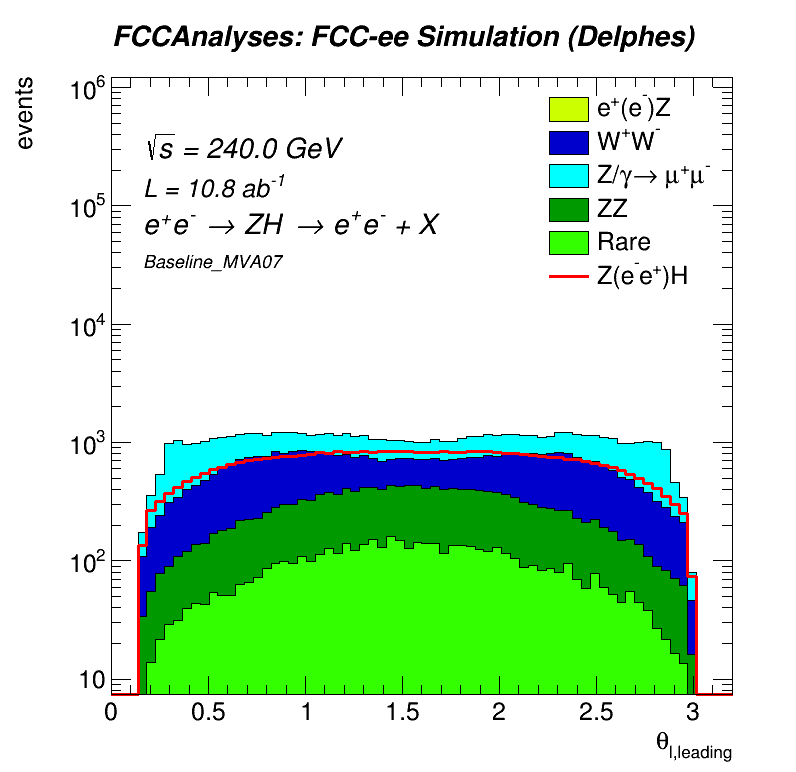 FCCAnalyses: FCC-ee Simulation (Delphes)
events
10⁶
10⁵
10⁴
10³
10²
10
√s = 240.0 GeV
L = 10.8 ab⁻¹
e⁺e⁻ → ZH → e⁺e⁻ + X
Baseline_MVA07
e⁺(e⁻)Z
W⁺W⁻
Z/γ→ μ⁺μ⁻
ZZ
Rare
Z(e⁻e⁺)H
0 0.5 1 1.5 2 2.5 3
θl,leading